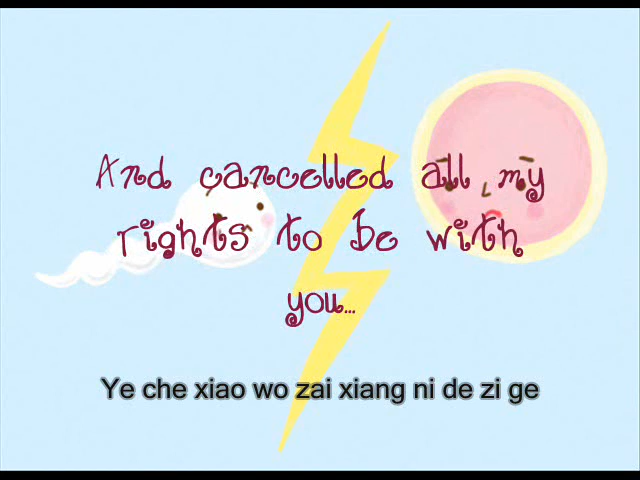 And cancelled all my
rights to be with
you...
Ye che xiao wo zai xiang ni de zi ge